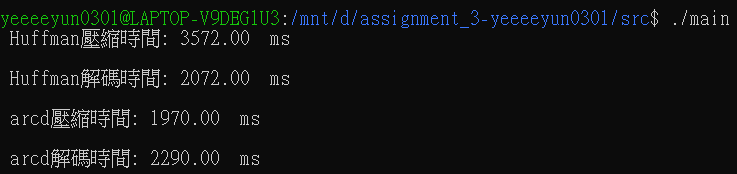 yeeeeyun0301@LAPTOP-V9DEG1U3:/mnt/d/assignment_3-yeeeeyun0301/src$ ./main
Huffman壓縮時間: 3572.00  ms
Huffman解碼時間: 2072.00  ms
arcd壓縮時間: 1970.00  ms
arcd解碼時間: 2290.00  ms